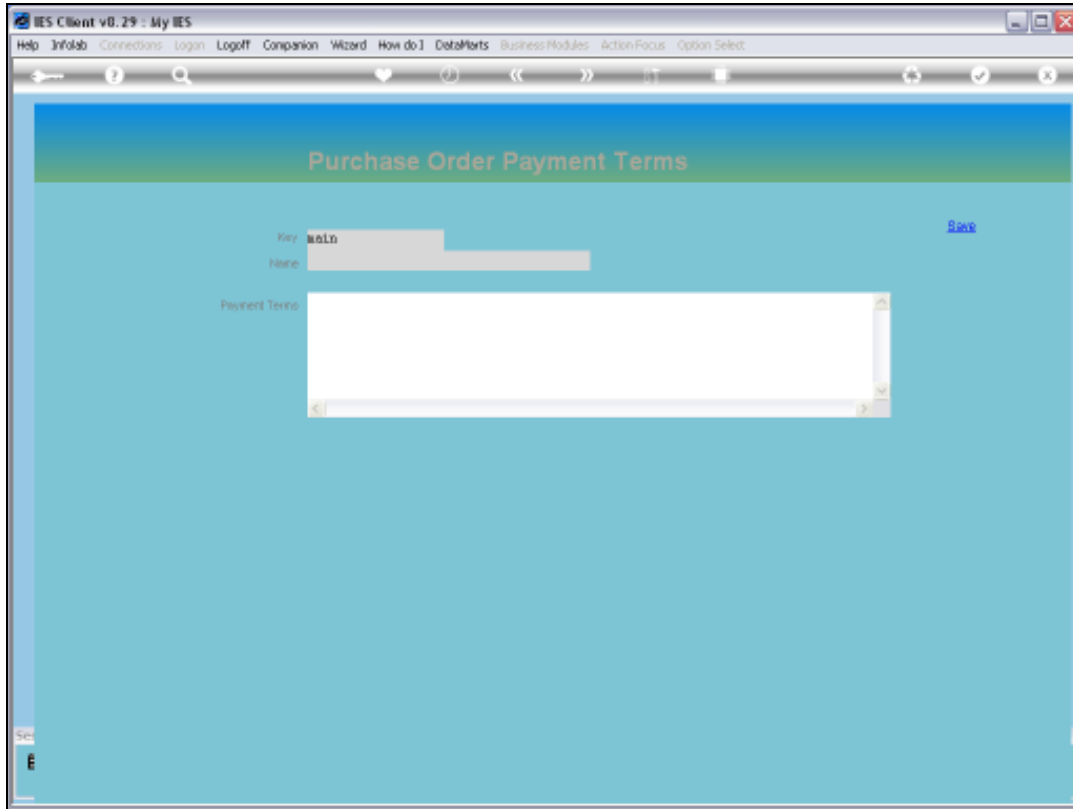 IES Client v8.29 : My IES
Help Infolab Connections Logon Logoff Companion Wizard How do I DataMarts Business Modules Action Focus Option Select
Purchase Order Payment Terms
Save
Key main
Name
Payment Terms
Se